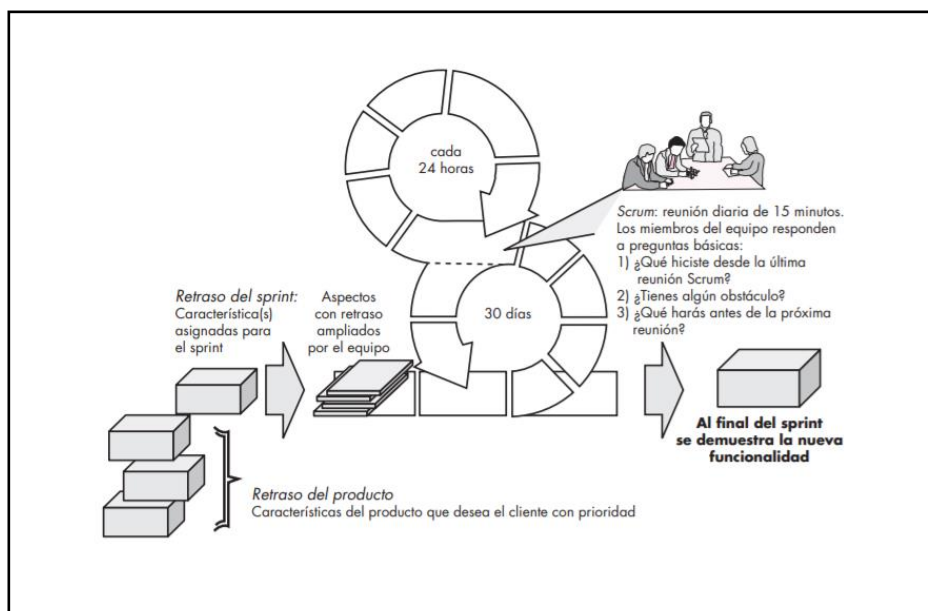 cada
24 horas
Scrum: reunión diaria de 15 minutos.
Los miembros del equipo responden
a preguntas básicas:
1) ¿Qué hiciste desde la última
reunión Scrum?
2) ¿Tienes algún obstáculo?
3) ¿Qué harás antes de la próxima
reunión?
Retraso del sprint:
Característica(s)
asignadas para
el sprint
Aspectos
con retraso
ampliados
por el equipo
30 días
Al final del sprint
se demuestra la nueva
funcionalidad
Retraso del producto
Características del producto que desea el cliente con prioridad